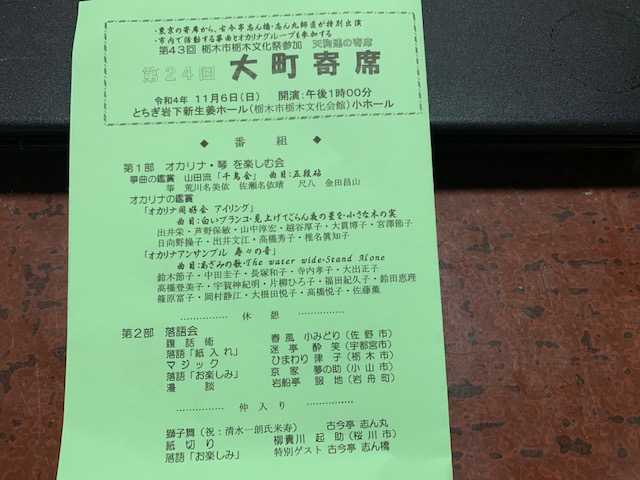 ・東京の寄席から、古今亭志ん橋・志ん丸師匠が特別出演
・市内で活動する箏曲とオカリナグループも参加する
第43回 栃木市栃木文化祭参加 天狗連の寄席
第24回 大町寄席
令和4年 11月6日(日) 開演:午後1時00分
とちぎ岩下新生姜ホール(栃木市栃木文化会館)小ホール
◆ 番 組 ◆
第1部 オカリナ・琴 を楽しむ会
箏曲の鑑賞 山田流「千鳥会」 曲目:五段砧
箏 荒川名美依 佐瀬名依晴 尺八 金田昌山
オカリナの鑑賞
「オカリナ同好会 アイリング」
曲目:白いブランコ・見上げてごらん夜の星を・小さな木の実
出井栄・芦野保敏・山中淳宏・越谷厚子・大貫博子・宮澤節子
日向野操子・出井文江・高橋秀子・椎名眞知子
「オカリナアンサンブル 寿々の音」
曲目:あざみの歌・The water wide・Stand Alone
鈴木節子・中田圭子・長塚和子・寺内孝子・大出正子
高橋登美子・宇賀神紀明・片柳ひろ子・福田紀久子・鈴田恵理
篠原富子・岡村静江・大根田悦子・高橋悦子・佐藤薫
休 憩
第2部 落語会
腹 話 術 春 風 小みどり(佐 野 市)
落語「紙 入 れ」 迷 亭 酔 笑(宇都宮市)
マ ジ ッ ク ひまわり 津 子(栃 木 市)
落語「お楽しみ」 京 家 夢の助(小 山 市)
漫 談 岩船亭 地(岩 舟 町)
仲 入 り
獅子舞(祝:清水一朗氏米寿) 古今亭 志ん丸
紙 切 り 柳貴川 起 助(桜 川 市)
落語「お楽しみ」 特別ゲスト 古今亭 志ん橋